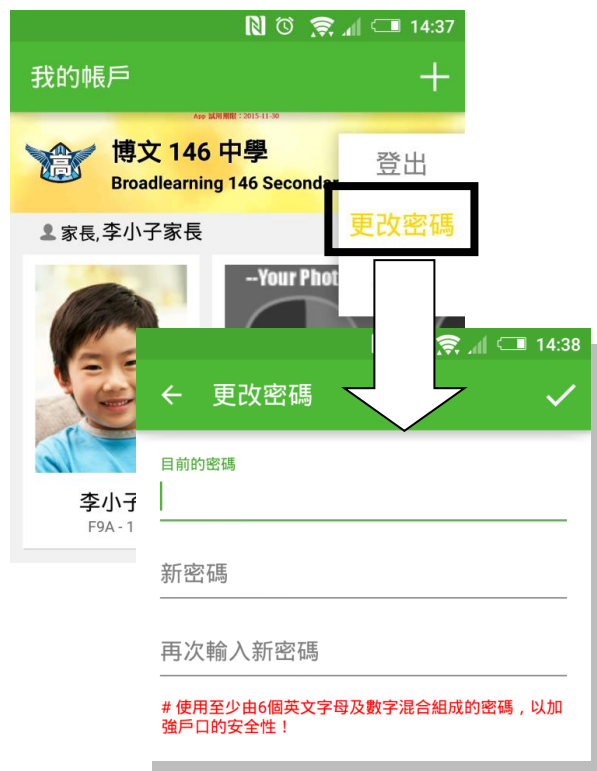 14:37
我的帳戶
App 試用期限：2015-11-30
高
博文 146 中學
Broadlearning 146 Secondar
登出
更改密碼
家長,李小子家長
--Your Phot
李小子
F9A - 1
14:38
更改密碼
目前的密碼
新密碼
再次輸入新密碼
# 使用至少由6個英文字母及數字混合組成的密碼，以加
強戶口的安全性！